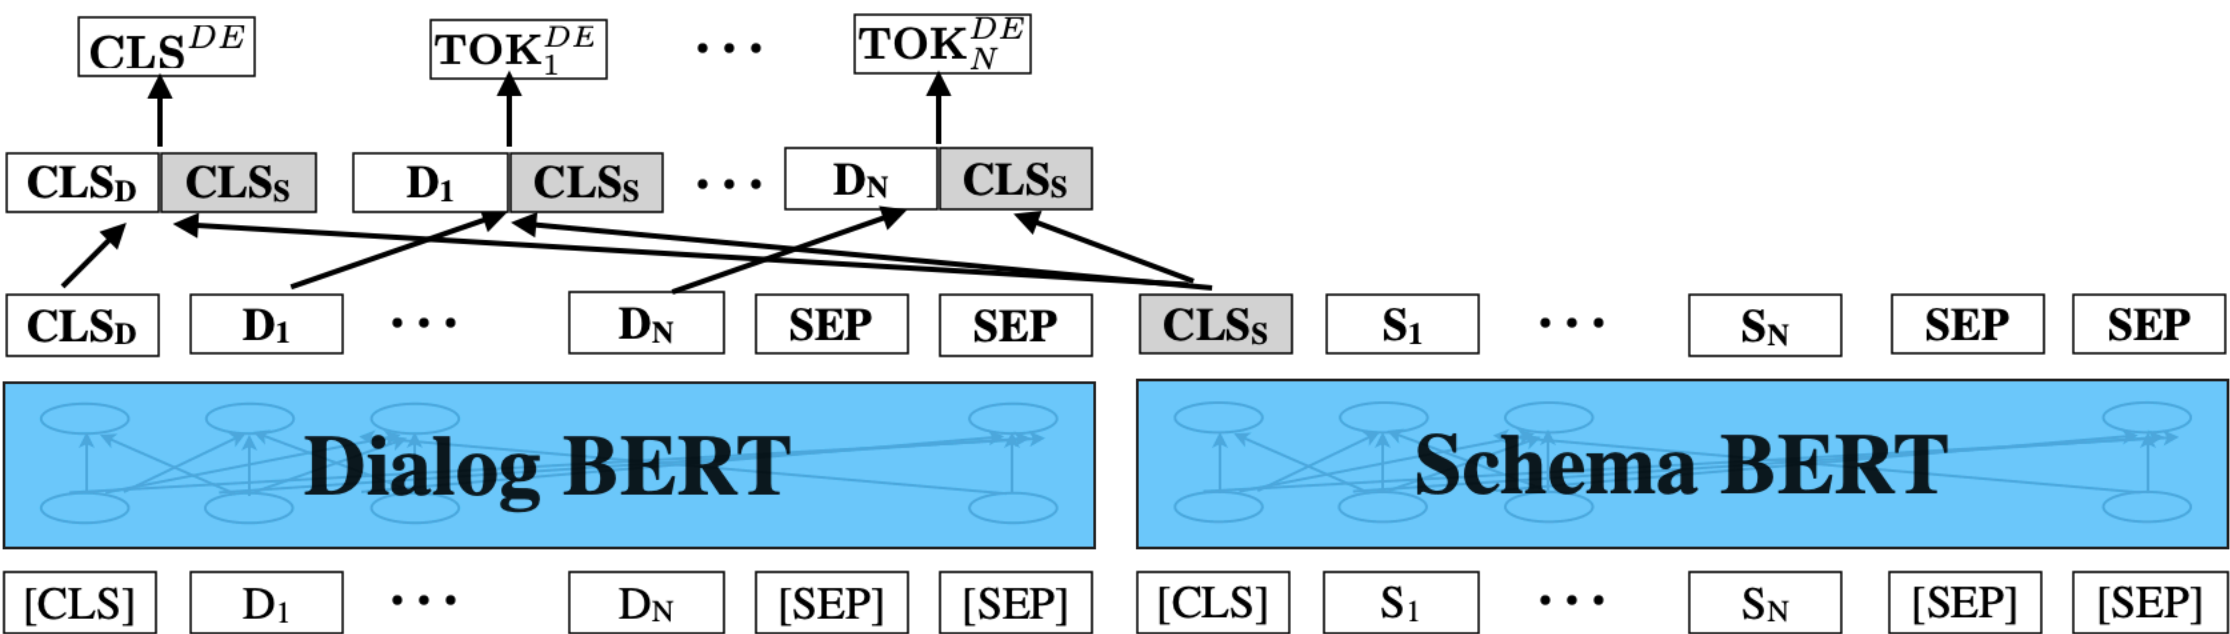 CLS^{DE} TOK_1^{DE} ... TOK_N^{DE}
CLS_D CLS_S D_1 CLS_S ... D_N CLS_S
CLS_D D_1 ... D_N SEP SEP CLS_S S_1 ... S_N SEP SEP
Dialog BERT Schema BERT
[CLS] D_1 ... D_N [SEP] [SEP] [CLS] S_1 ... S_N [SEP] [SEP]